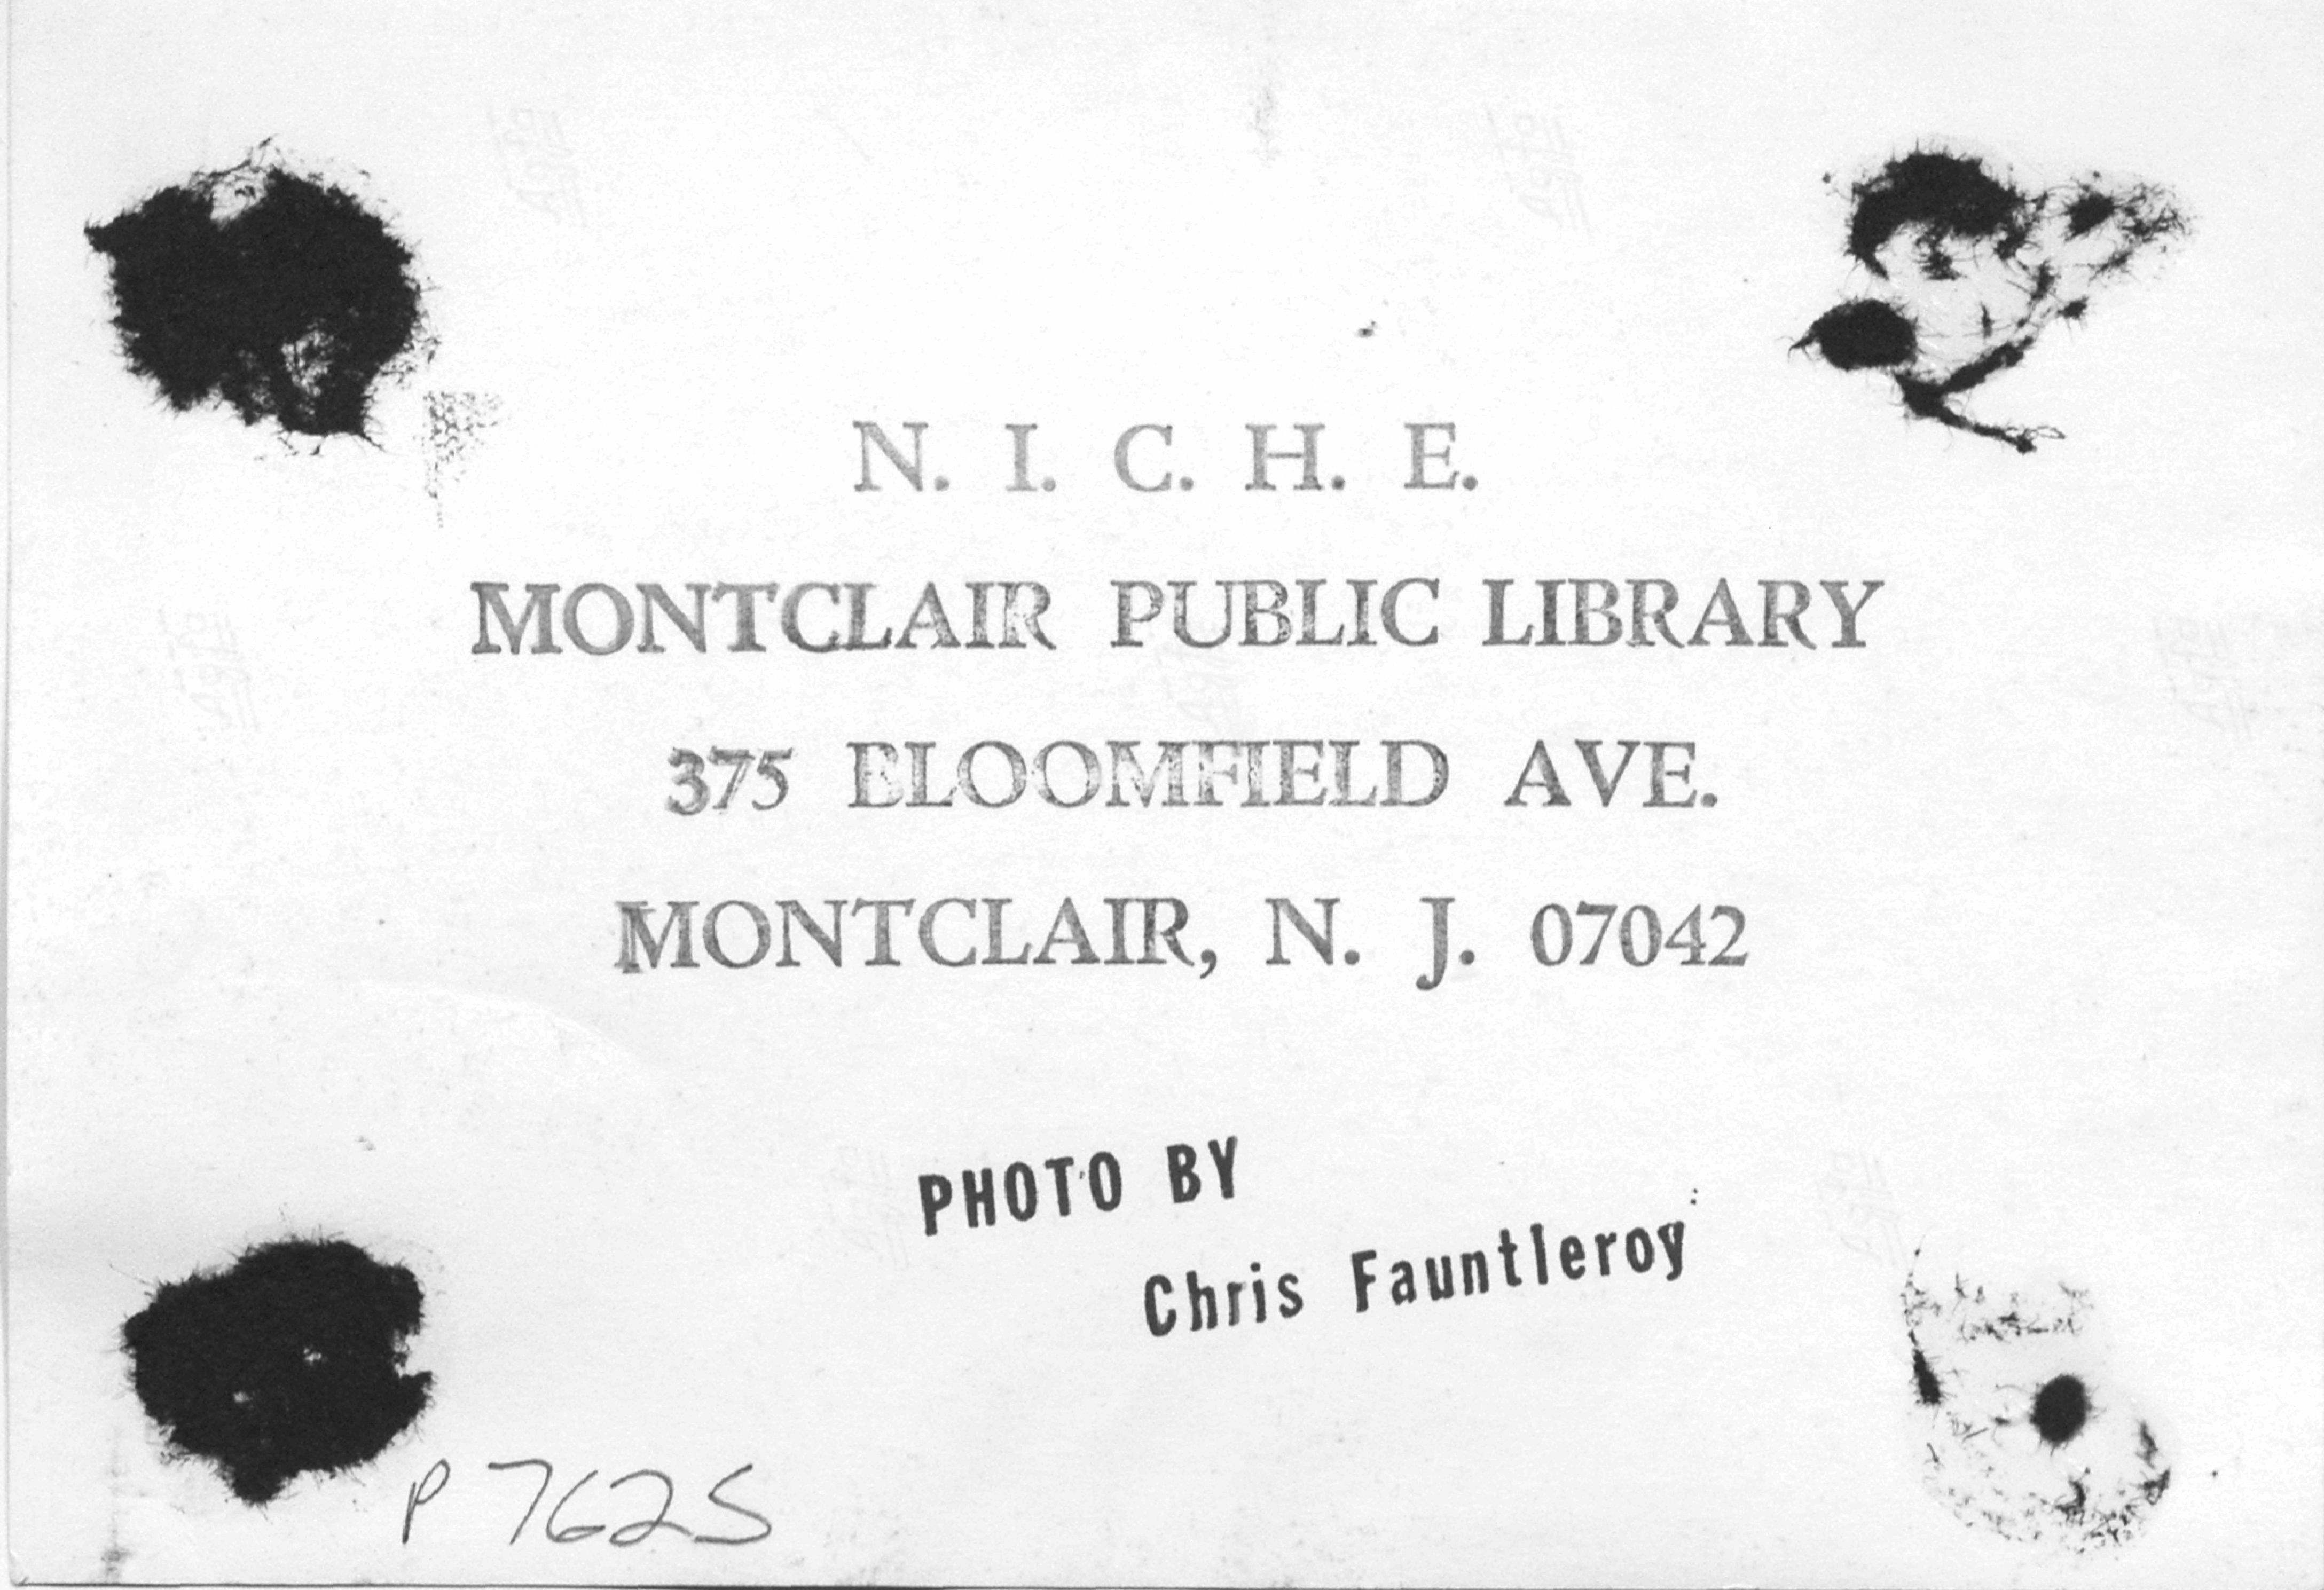 N. I. C. H. E.
MONTCLAIR PUBLIC LIBRARY
375 BLOOMFIELD AVE.
MONTCLAIR, N. J. 07042
PHOTO BY
Chris Fauntleroy
P 7625